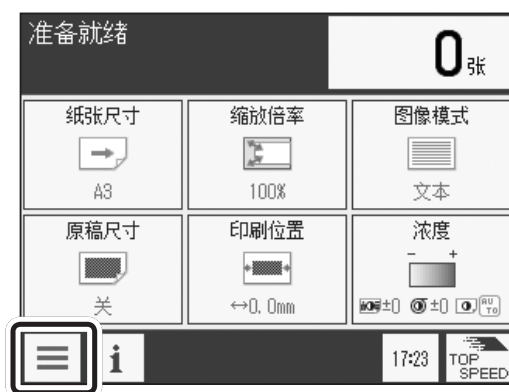 准备就绪
0张
纸张尺寸
缩放倍率
图像模式
A3
100%
文本
原稿尺寸
印刷位置
浓度
- +
关
↔0.0mm
±0 ±0 AUTO
i
17:23
TOP
SPEED